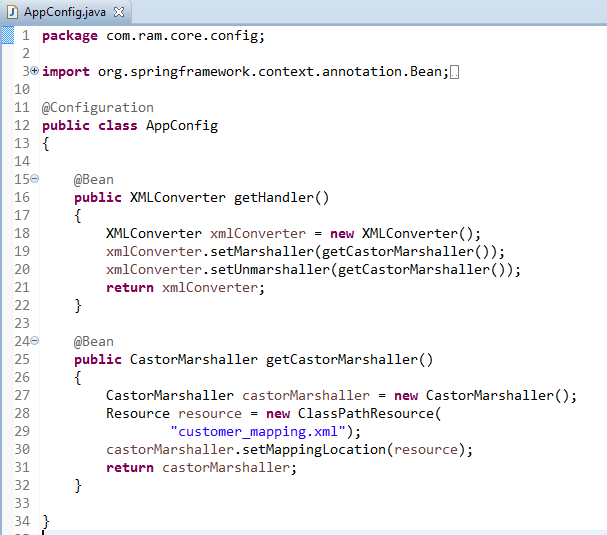 AppConfig.java
1 package com.ram.core.config;
2
3 import org.springframework.context.annotation.Bean;
10
11 @Configuration
12 public class AppConfig
13 {
14
15 @Bean
16 public XMLConverter getHandler()
17 {
18 XMLConverter xmlConverter = new XMLConverter();
19 xmlConverter.setMarshaller(getCastorMarshaller());
20 xmlConverter.setUnmarshaller(getCastorMarshaller());
21 return xmlConverter;
22 }
23
24 @Bean
25 public CastorMarshaller getCastorMarshaller()
26 {
27 CastorMarshaller castorMarshaller = new CastorMarshaller();
28 Resource resource = new ClassPathResource(
29 "customer_mapping.xml");
30 castorMarshaller.setMappingLocation(resource);
31 return castorMarshaller;
32 }
33
34 }